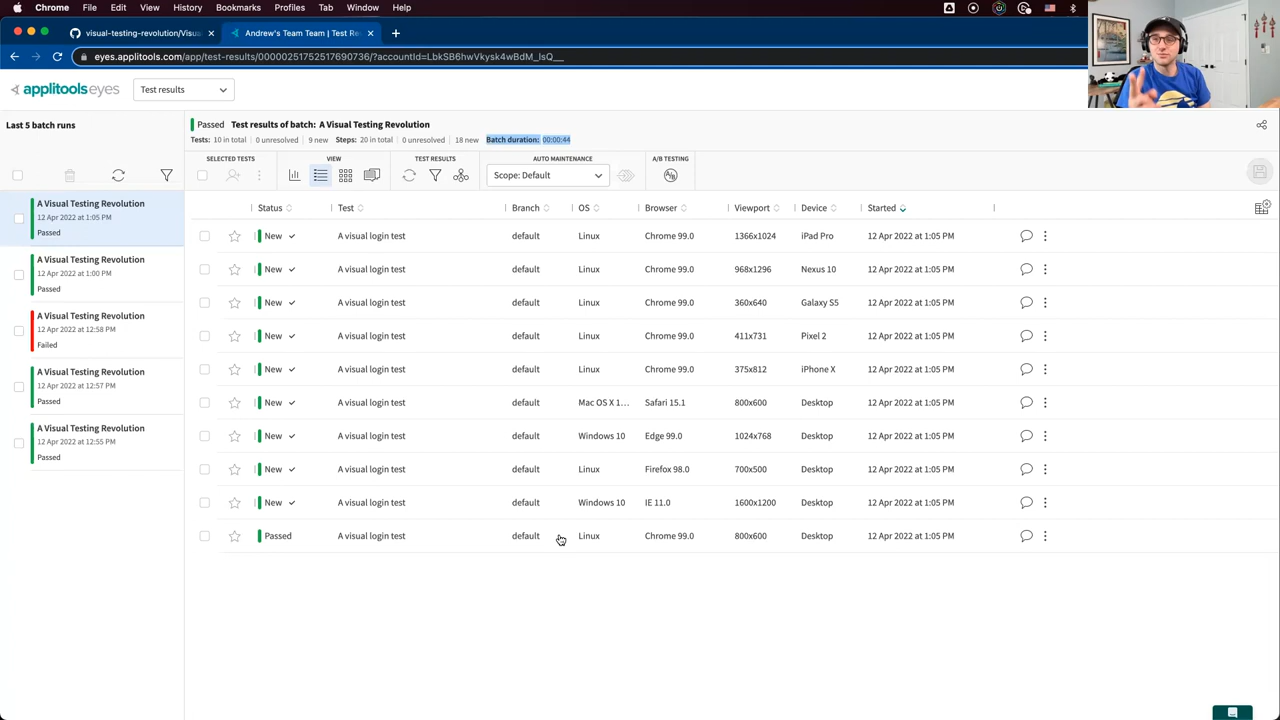 Chrome File Edit View History Bookmarks Profiles Tab Window Help
visual-testing-revolution/Visua
Andrew's Team Team | Test Re
eyes.applitools.com/app/test-results/00000251752517690736/?accountId=LbkSB6hwVkysk4wBdM_IsQ__
applitools eyes
Test results
Last 5 batch runs
Passed Test results of batch: A Visual Testing Revolution
Tests: 10 in total | 0 unresolved | 9 new Steps: 20 in total | 0 unresolved | 18 new Batch duration: 00:00:44
SELECTED TESTS VIEW TEST RESULTS AUTO MAINTENANCE A/B TESTING
Scope: Default
A Visual Testing Revolution
12 Apr 2022 at 1:05 PM
Passed
A Visual Testing Revolution
12 Apr 2022 at 1:00 PM
Passed
A Visual Testing Revolution
12 Apr 2022 at 12:58 PM
Failed
A Visual Testing Revolution
12 Apr 2022 at 12:57 PM
Passed
A Visual Testing Revolution
12 Apr 2022 at 12:55 PM
Passed
Status Test Branch OS Browser Viewport Device Started
New A visual login test default Linux Chrome 99.0 1366x1024 iPad Pro 12 Apr 2022 at 1:05 PM
New A visual login test default Linux Chrome 99.0 968x1296 Nexus 10 12 Apr 2022 at 1:05 PM
New A visual login test default Linux Chrome 99.0 360x640 Galaxy S5 12 Apr 2022 at 1:05 PM
New A visual login test default Linux Chrome 99.0 411x731 Pixel 2 12 Apr 2022 at 1:05 PM
New A visual login test default Linux Chrome 99.0 375x812 iPhone X 12 Apr 2022 at 1:05 PM
New A visual login test default Mac OS X 1... Safari 15.1 800x600 Desktop 12 Apr 2022 at 1:05 PM
New A visual login test default Windows 10 Edge 99.0 1024x768 Desktop 12 Apr 2022 at 1:05 PM
New A visual login test default Linux Firefox 98.0 700x500 Desktop 12 Apr 2022 at 1:05 PM
New A visual login test default Windows 10 IE 11.0 1600x1200 Desktop 12 Apr 2022 at 1:05 PM
Passed A visual login test default Linux Chrome 99.0 800x600 Desktop 12 Apr 2022 at 1:05 PM